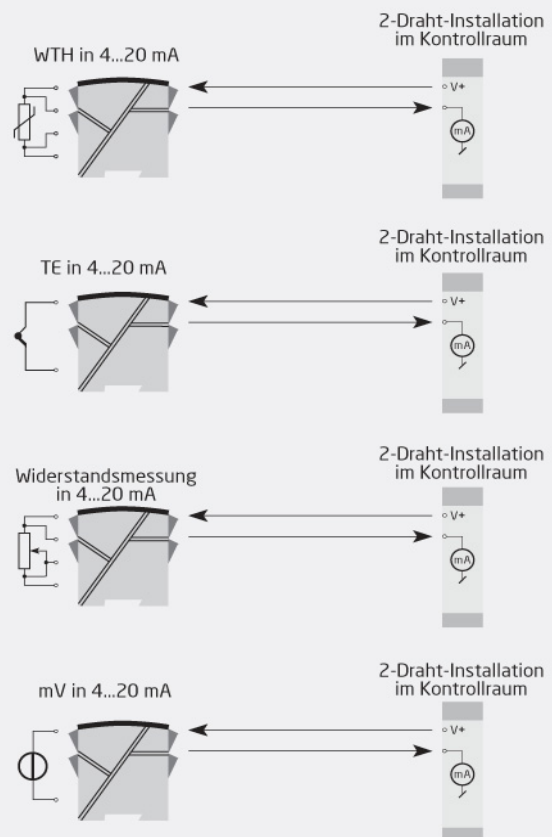 2-Draht-Installation
im Kontrollraum
WTH in 4...20 mA
V+
mA
2-Draht-Installation
im Kontrollraum
TE in 4...20 mA
V+
mA
2-Draht-Installation
im Kontrollraum
Widerstandsmessung
in 4...20 mA
V+
mA
2-Draht-Installation
im Kontrollraum
mV in 4...20 mA
V+
mA